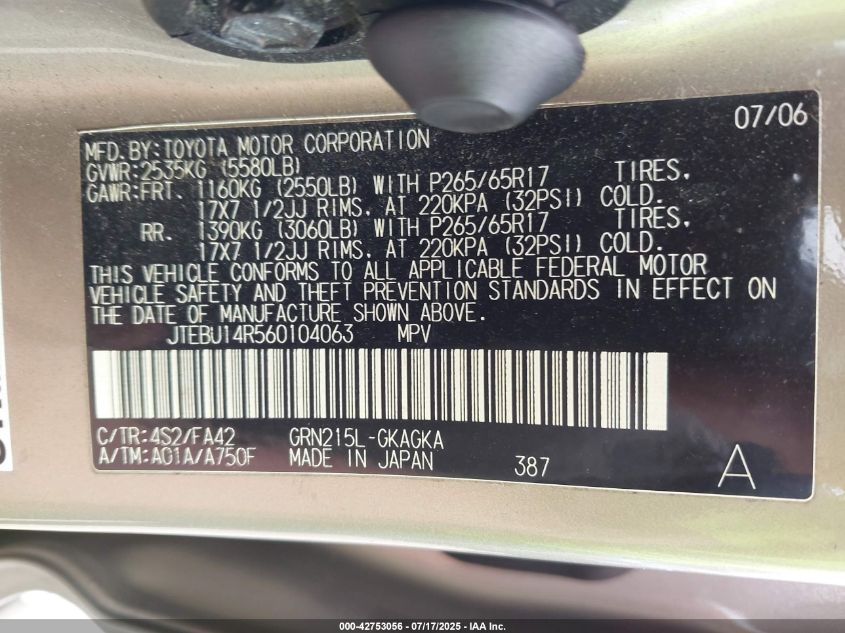 07/06
MFD.BY:TOYOTA MOTOR CORPORATION
GVWR:2535KG (5580LB)
GAWR:FRT. 1160KG (2550LB) WITH P265/65R17 TIRES,
17X7 1/2JJ RIMS, AT 220KPA (32PSI) COLD.
RR. 1390KG (3060LB) WITH P265/65R17 TIRES,
17X7 1/2JJ RIMS, AT 220KPA (32PSI) COLD.
THIS VEHICLE CONFORMS TO ALL APPLICABLE FEDERAL MOTOR
VEHICLE SAFETY AND THEFT PREVENTION STANDARDS IN EFFECT ON
THE DATE OF MANUFACTURE SHOWN ABOVE.
JTEBU14R560104063 MPV
C/TR:4S2/FA42 GRN215L-GKAGKA
A/TM:A01A/A750F MADE IN JAPAN 387 A
000-42753056 - 07/17/2025 - IAA Inc.